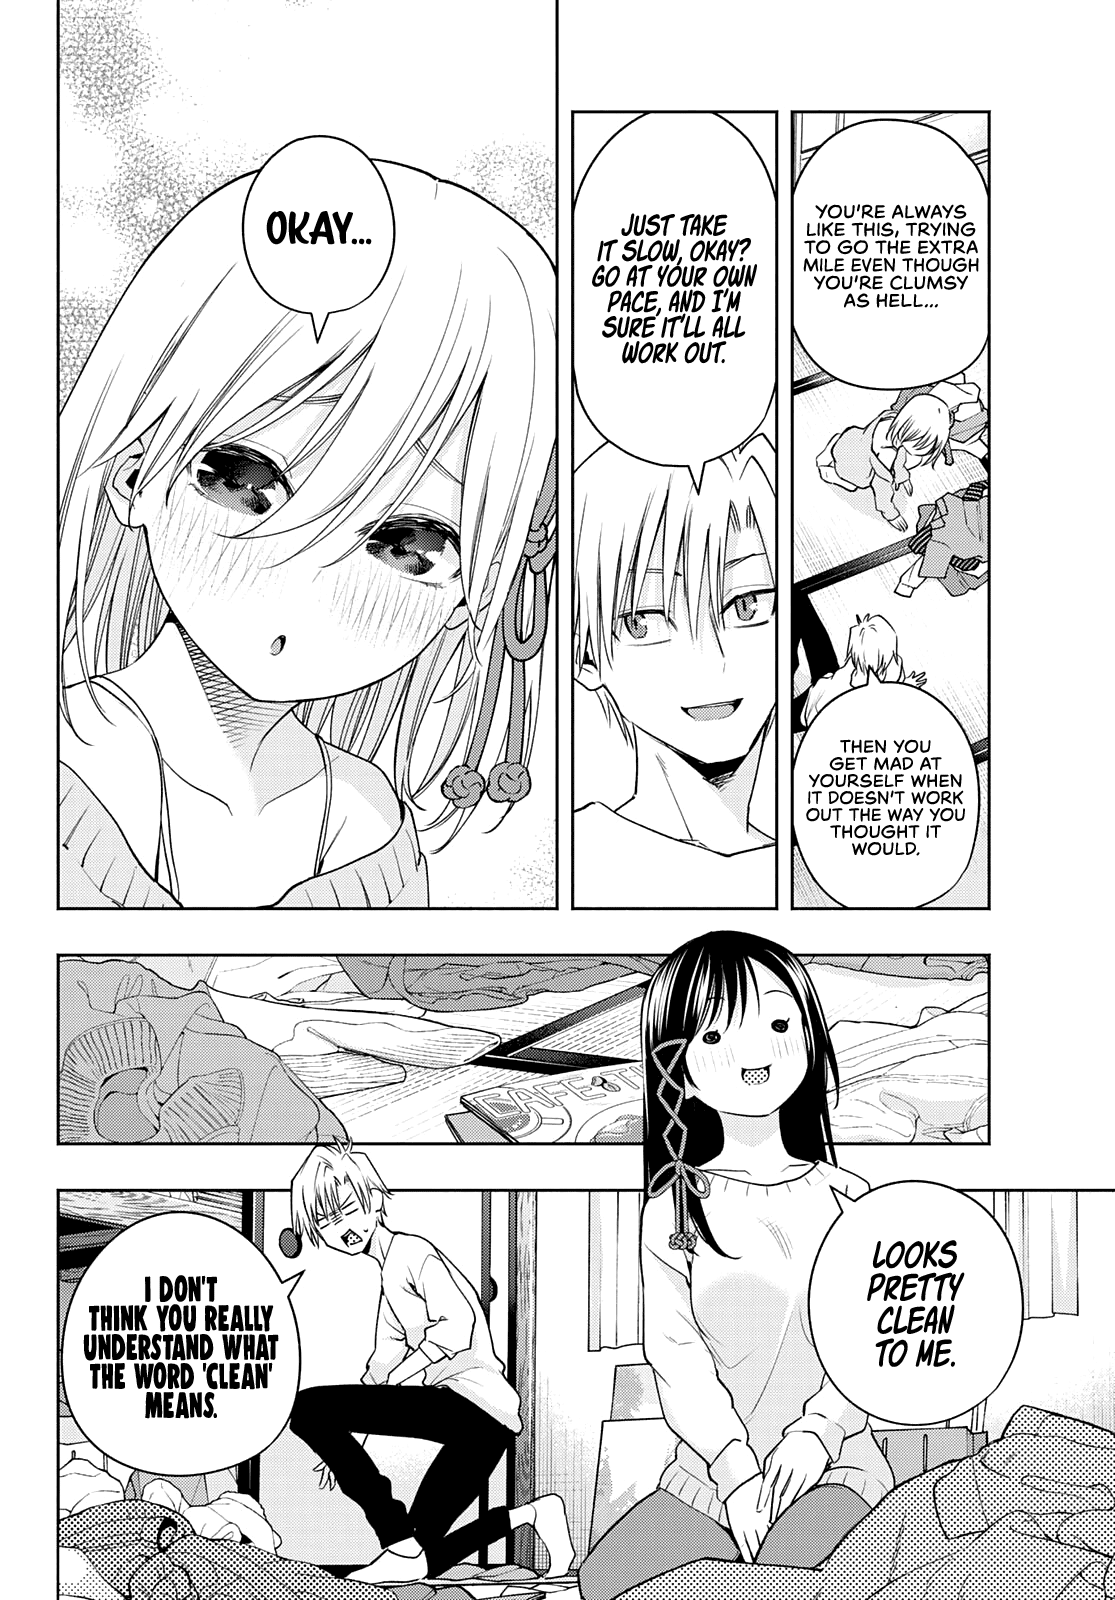 YOU'RE ALWAYS
LIKE THIS, TRYING
TO GO THE EXTRA
MILE EVEN THOUGH
YOU'RE CLUMSY
AS HELL...
THEN YOU
GET MAD AT
YOURSELF WHEN
IT DOESN'T WORK
OUT THE WAY YOU
THOUGHT IT
WOULD.
JUST TAKE
IT SLOW, OKAY?
GO AT YOUR OWN
PACE, AND I'M
SURE IT'LL ALL
WORK OUT.
OKAY...
CAFE
LOOKS
PRETTY
CLEAN
TO ME.
I DON'T
THINK YOU REALLY
UNDERSTAND WHAT
THE WORD 'CLEAN'
MEANS.